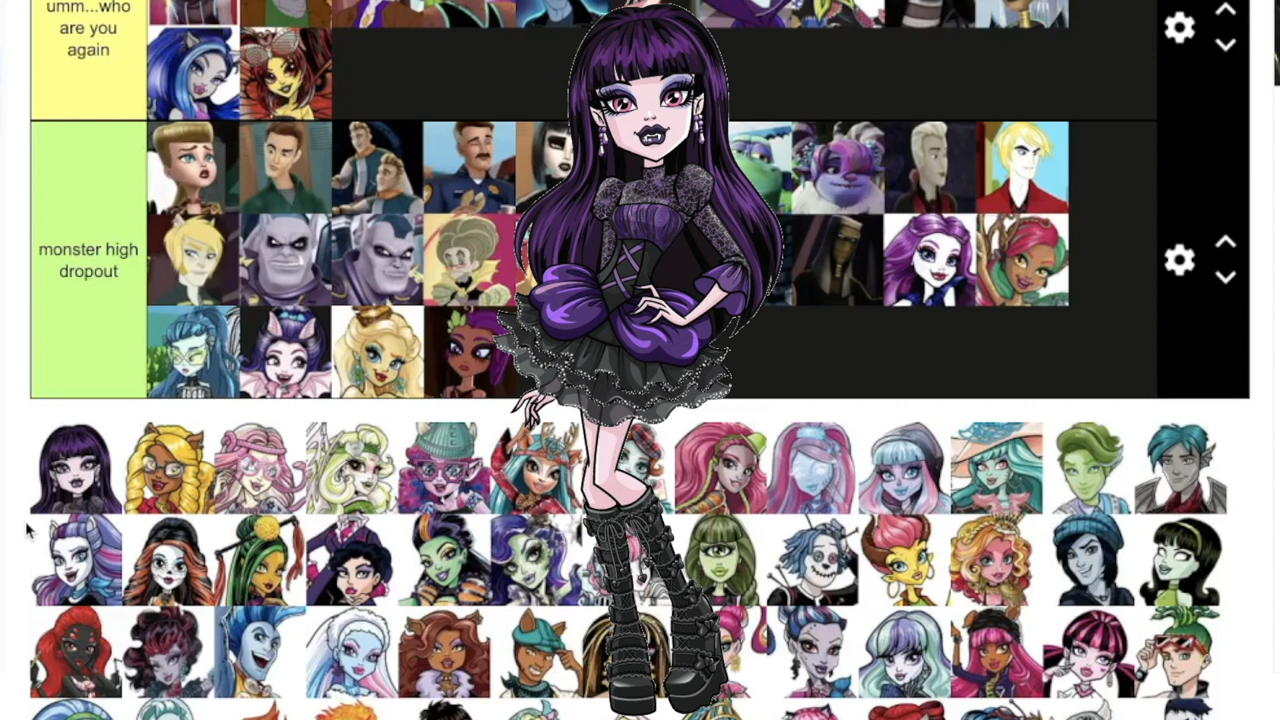 umm...who
are you
again
monster high
dropout